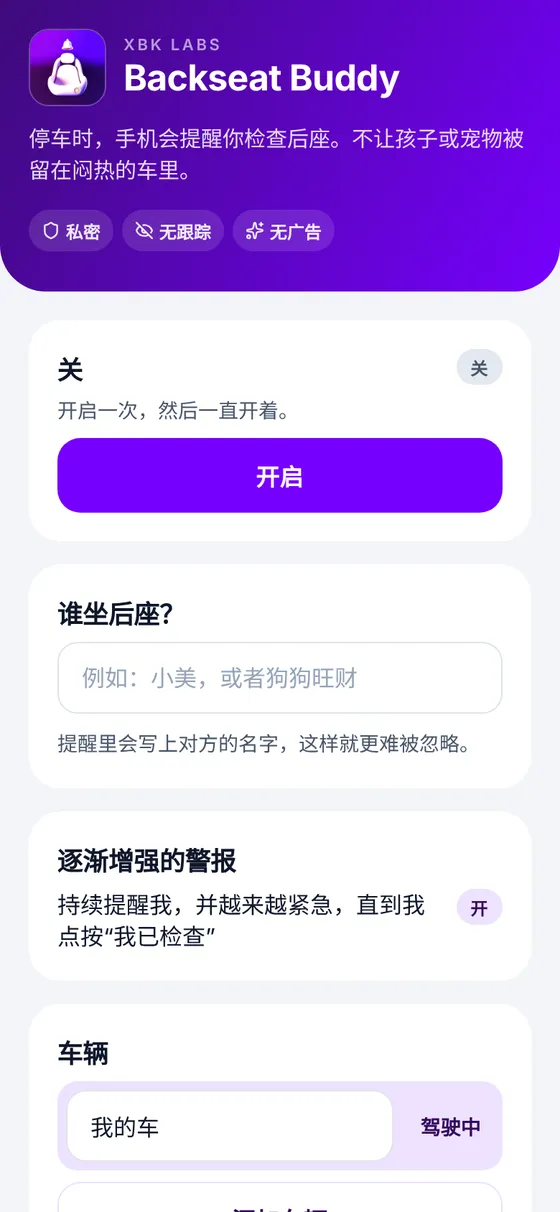 XBK LABS
Backseat Buddy
停车时，手机会提醒你检查后座。不让孩子或宠物被
留在闷热的车里。
私密
无跟踪
无广告
关
关
开启一次，然后一直开着。
开启
谁坐后座？
例如：小美，或者狗狗旺财
提醒里会写上对方的名字，这样就更难被忽略。
逐渐增强的警报
持续提醒我，并越来越紧急，直到我
点按“我已检查”
开
车辆
我的车
驾驶中